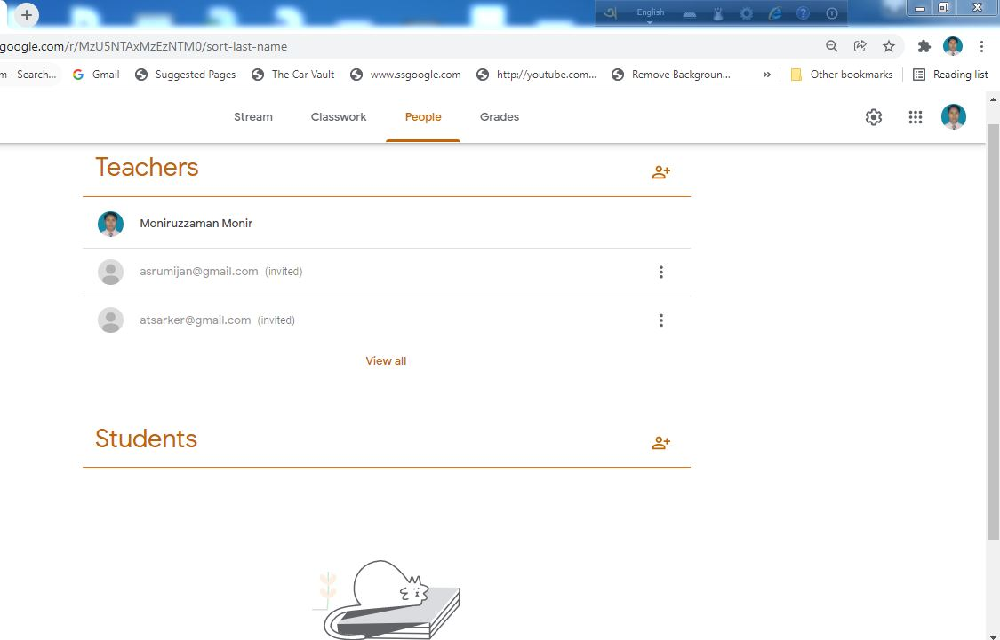 English
google.com/r/MzU5NTAxMzEzNTM0/sort-last-name
m - Search... Gmail Suggested Pages The Car Vault www.ssgoogle.com http://youtube.com... Remove Backgroun... » Other bookmarks Reading list
Stream Classwork People Grades
Teachers
Moniruzzaman Monir
asrumijan@gmail.com (invited)
atsarker@gmail.com (invited)
View all
Students